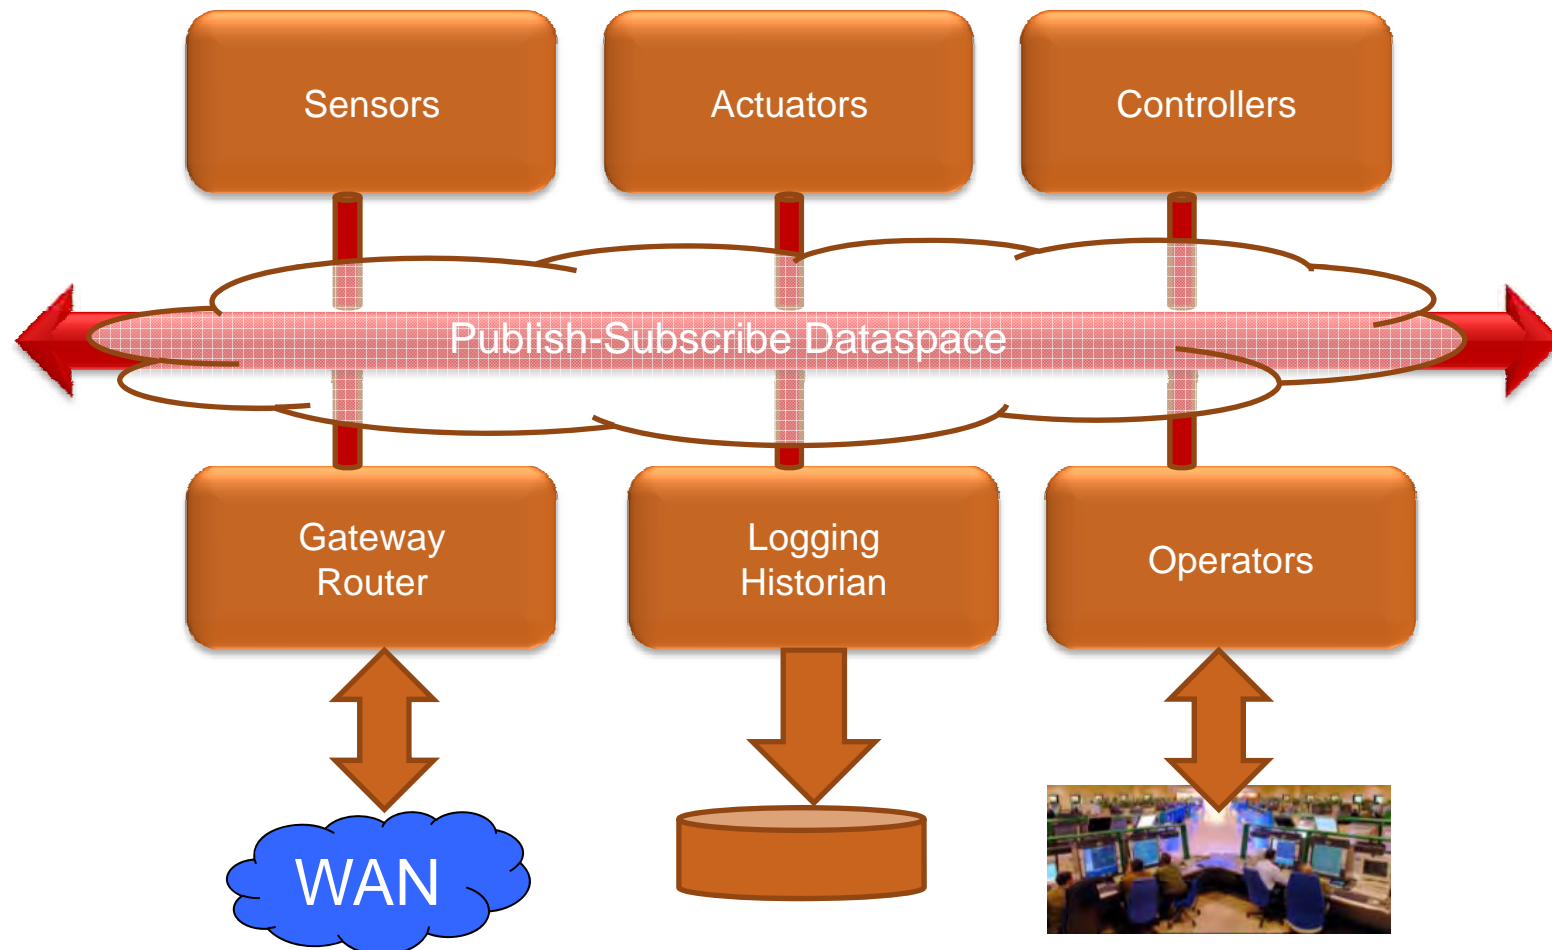 Sensors
Actuators
Controllers
Publish-Subscribe Dataspace
Gateway
Router
Logging
Historian
Operators
WAN